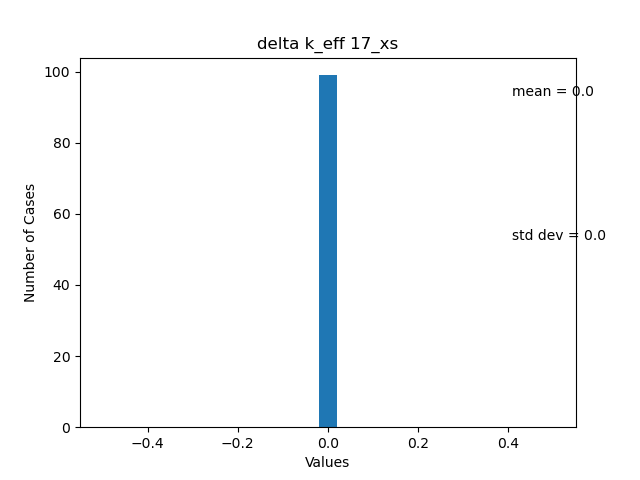 delta k_eff 17_xs
100
80
60
40
20
0
mean = 0.0
std dev = 0.0
Number of Cases
−0.4 −0.2 0.0 0.2 0.4
Values